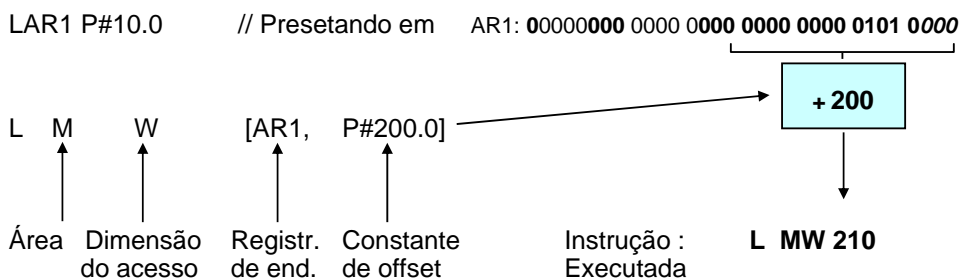 LAR1 P#10.0 // Presetando em AR1: 00000000 0000 0000 0000 0000 0101 0000
+ 200
L M W [AR1, P#200.0]
Área Dimensão Registr. Constante Instrução : L MW 210
do acesso de end. de offset Executada